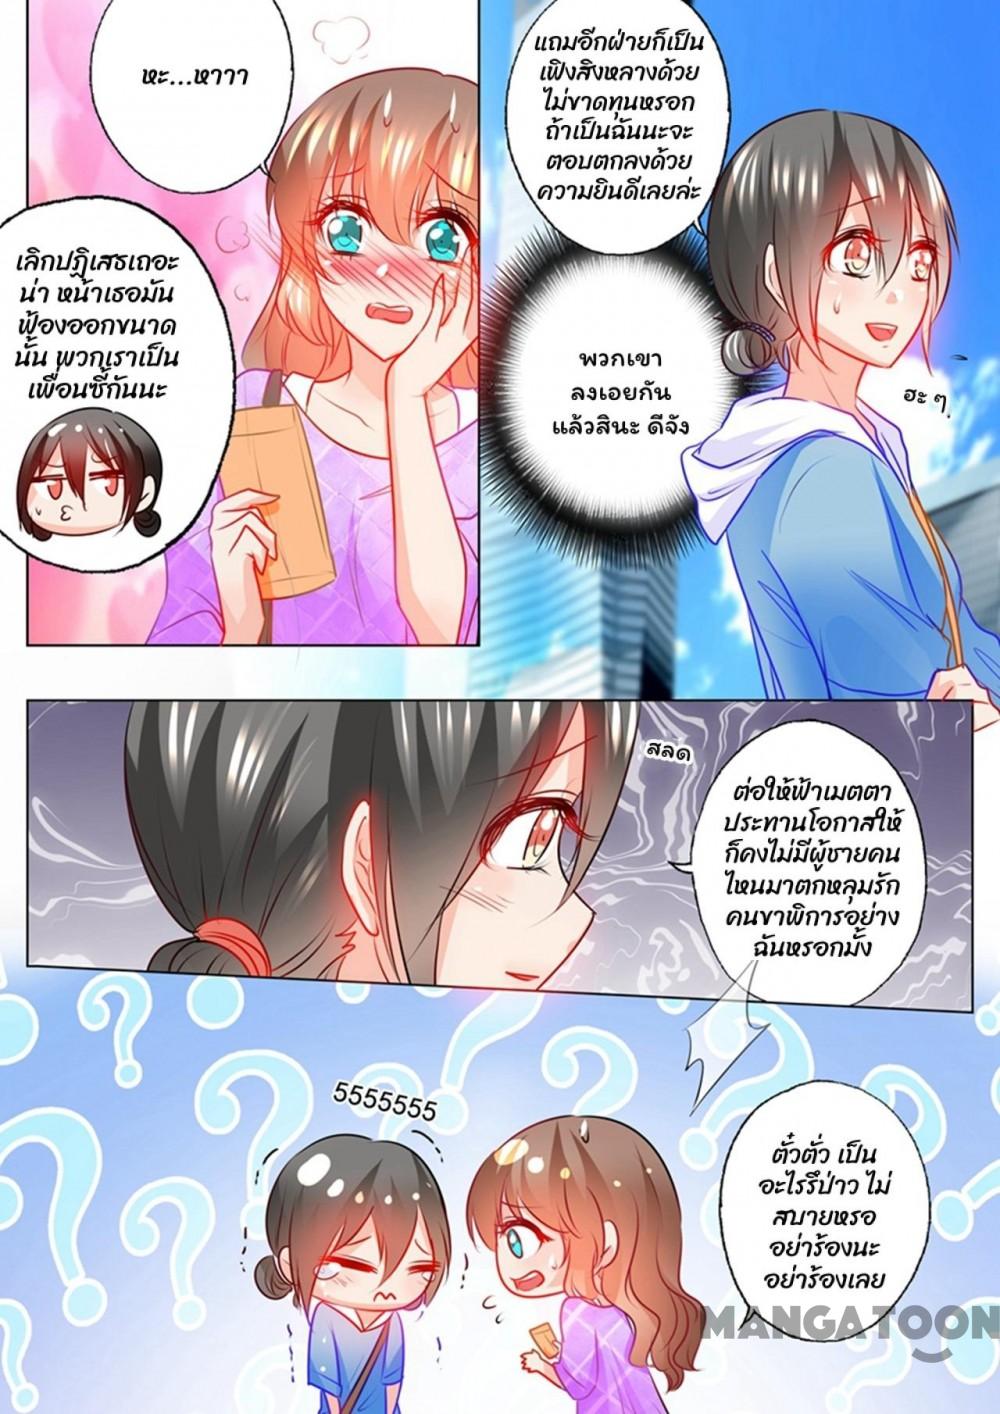 หะ...หาาา
เลิกปฏิเสธเถอะ
น่า หน้าเธอมัน
ฟ้องออกขนาด
นั้น พวกเราเป็น
เพื่อนซี้กันนะ
แถมอีกฝ่ายก็เป็น
เฟิงสิงหลางด้วย
ไม่ขาดทุนหรอก
ถ้าเป็นฉันนะจะ
ตอบตกลงด้วย
ความยินดีเลยล่ะ
พวกเขา
ลงเอยกัน
แล้วสินะ ดีจัง
ฮะ ๆ
สลด
ต่อให้ฟ้าเมตตา
ประทานโอกาสให้
ก็คงไม่มีผู้ชายคน
ไหนมาตกหลุมรัก
คนขาพิการอย่าง
ฉันหรอกมั้ง
5555555
ตั๋วตั่ว เป็น
อะไรรึป่าว ไม่
สบายหรอ
อย่าร้องนะ
อย่าร้องเลย
MANGATOON